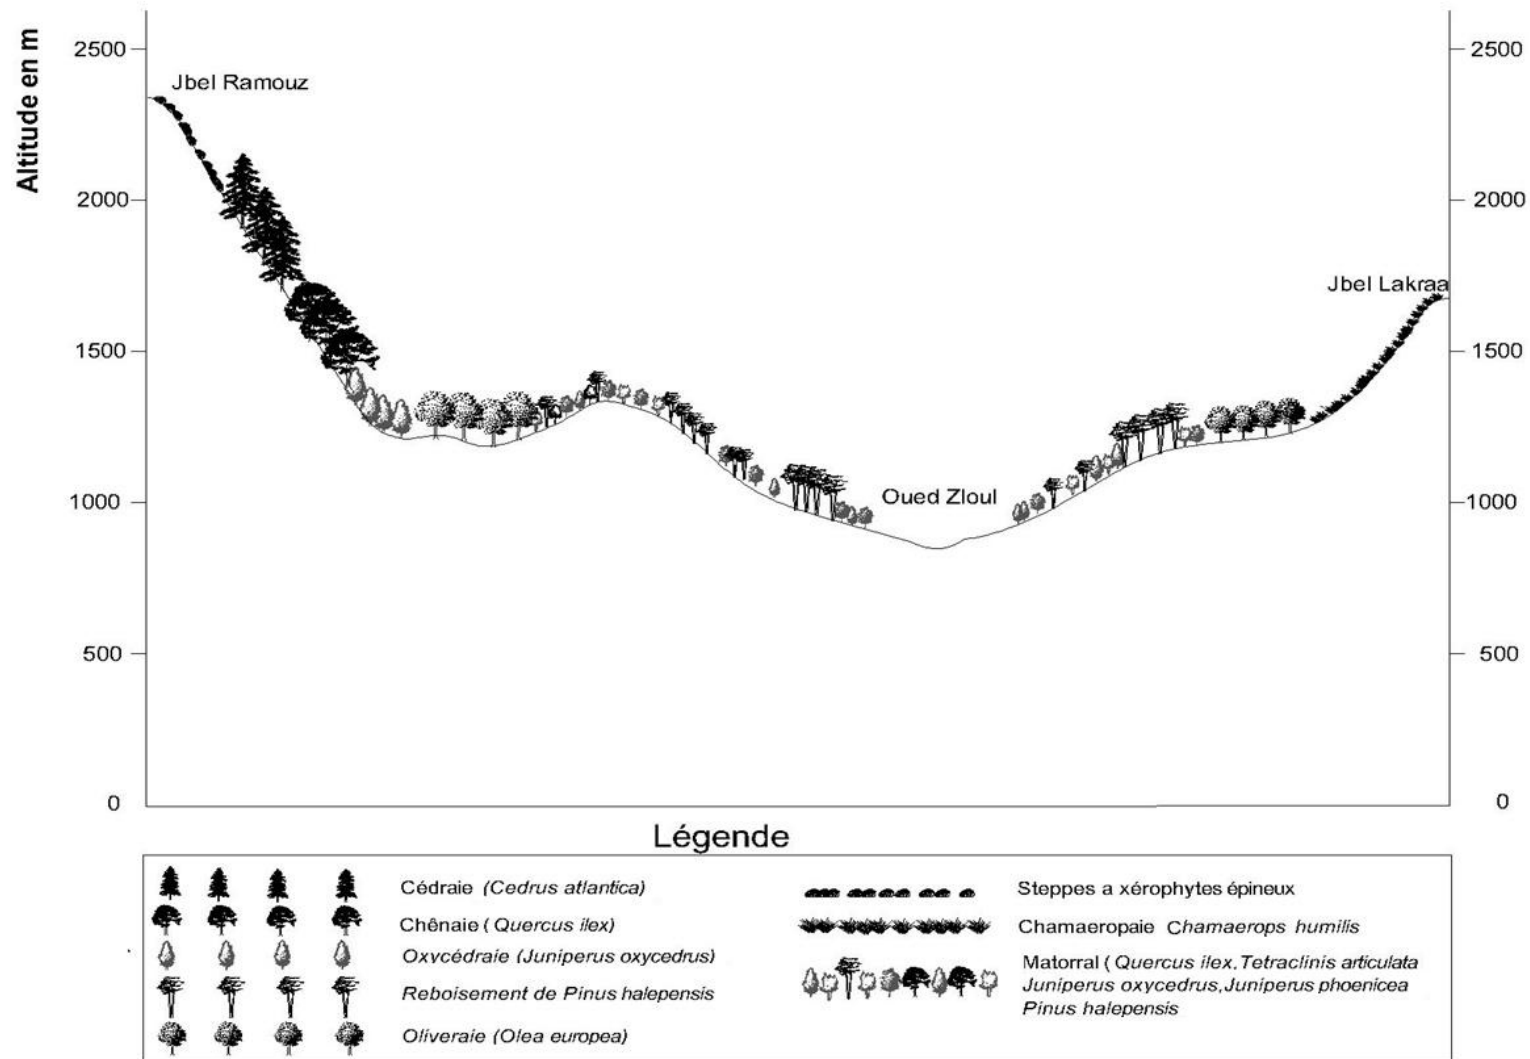 Altitude en m
2500
2500
Jbel Ramouz
2000
2000
Jbel Lakraa
1500
1500
1000
Oued Zloul
1000
500
500
0
0
Légende
Cédraie (Cedrus atlantica)
Chênaie ( Quercus ilex)
Oxvcédraie (Juniperus oxycedrus)
Reboisement de Pinus halepensis
Oliveraie (Olea europea)
Steppes a xérophytes épineux
Chamaeropaie Chamaerops humilis
Matorral ( Quercus ilex, Tetraclinis articulata
Juniperus oxycedrus, Juniperus phoenicea
Pinus halepensis